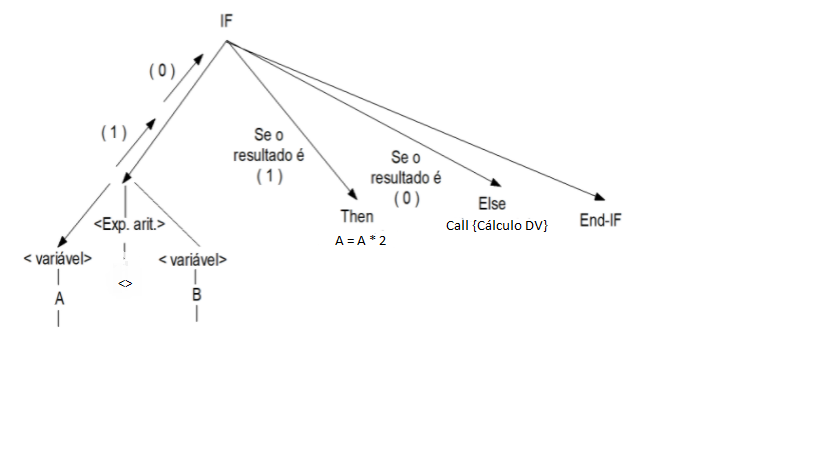 IF
( 0 )
( 1 )
Se o
resultado é
( 1 )
Se o
resultado é
( 0 )
Then
A = A * 2
Else
Call {Cálculo DV}
End-IF
<Exp. arit.>
< variável>
< variável>
<>
A
B